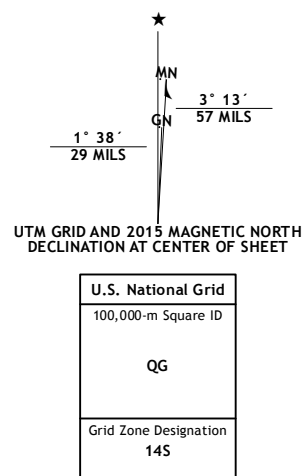 ★
MN
3° 13´
57 MILS
GN
1° 38´
29 MILS
UTM GRID AND 2015 MAGNETIC NORTH
DECLINATION AT CENTER OF SHEET
U.S. National Grid
100,000-m Square ID
QG
Grid Zone Designation
14S